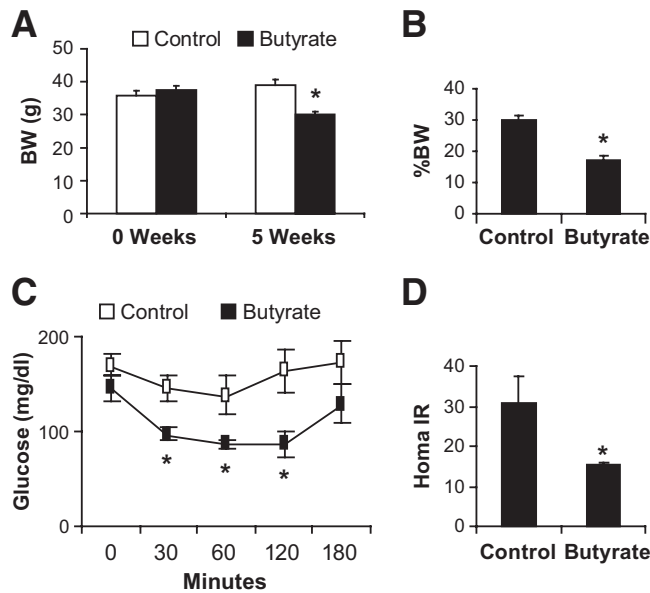 A
Control Butyrate
BW (g)
50
40
30
20
10
0
*
0 Weeks 5 Weeks
B
%BW
40
30
20
10
0
*
Control Butyrate
C
Control Butyrate
Glucose (mg/dl)
200
100
0
* * *
0 30 60 120 180
Minutes
D
Homa IR
40
30
20
10
0
*
Control Butyrate